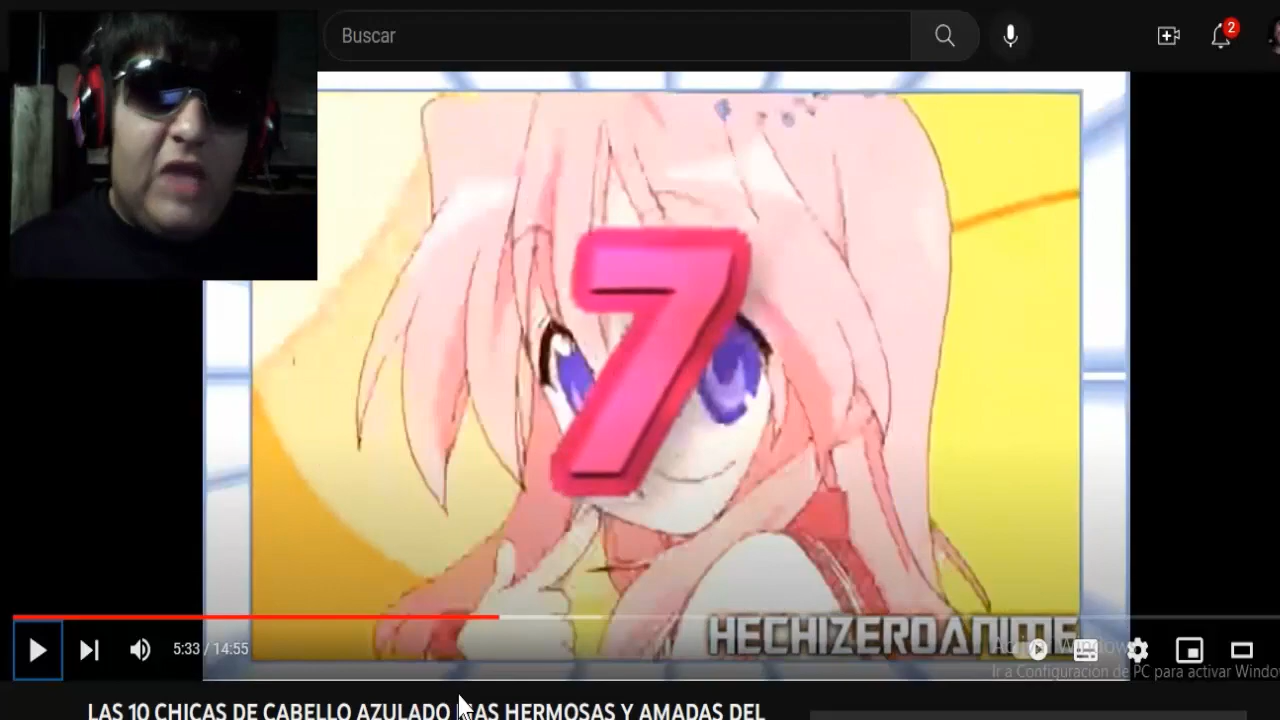 Buscar
2
7
HECHIZEROANIME
5:33 / 14:55
Ir a Configuración de PC para activar Windo
LAS 10 CHICAS DE CABELLO AZULADO
AS HERMOSAS Y AMADAS DEL